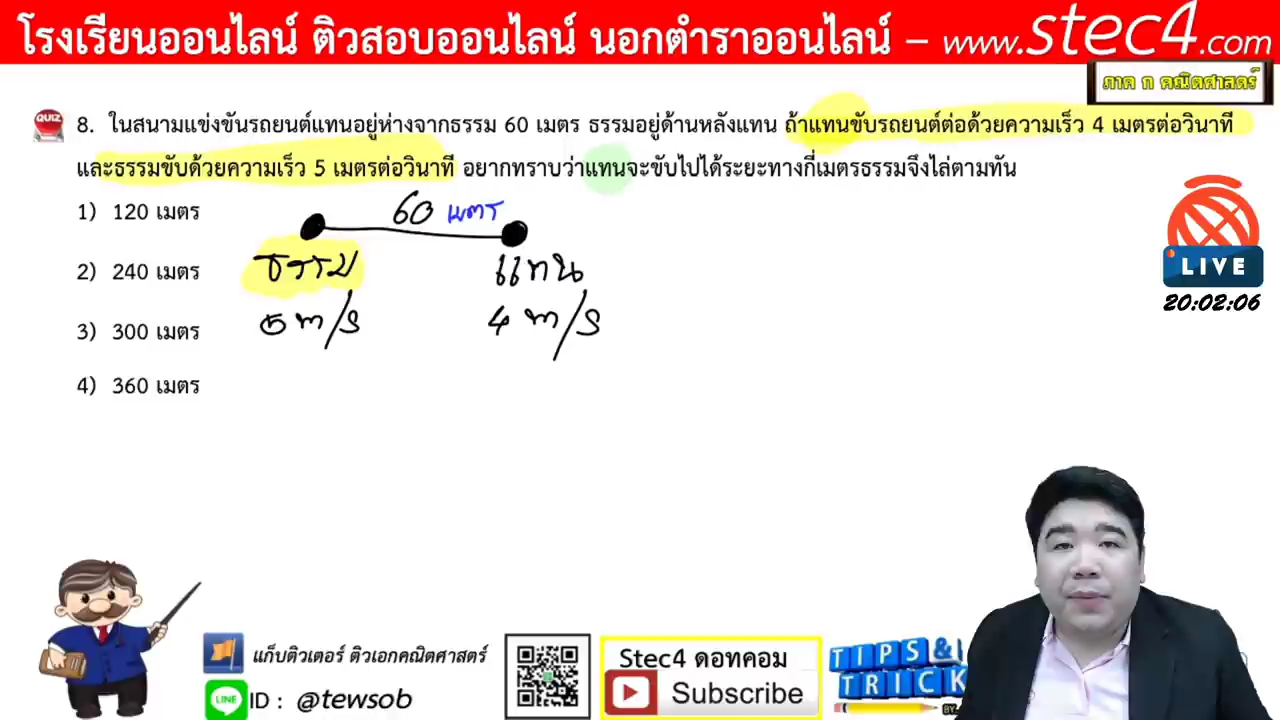 โรงเรียนออนไลน์ ติวสอบออนไลน์ นอกตำราออนไลน์ – www.stec4.com
ภาค ก คณิตศาสตร์
QUIZ
8. ในสนามแข่งขันรถยนต์แทนอยู่ห่างจากธรรม 60 เมตร ธรรมอยู่ด้านหลังแทน ถ้าแทนขับรถยนต์ต่อด้วยความเร็ว 4 เมตรต่อวินาที
และธรรมขับด้วยความเร็ว 5 เมตรต่อวินาที อยากทราบว่าแทนจะขับไปได้ระยะทางกี่เมตรธรรมจึงไล่ตามทัน
1) 120 เมตร
60 เมตร
2) 240 เมตร
ธรรม แทน
3) 300 เมตร
5 m/s 4 m/s
4) 360 เมตร
LIVE
20:02:06
แก็บติวเตอร์ ติวเอกคณิตศาสตร์
LINE ID : @tewsob
Stec4 ดอทคอม
Subscribe
TIPS &
TRICK
BY